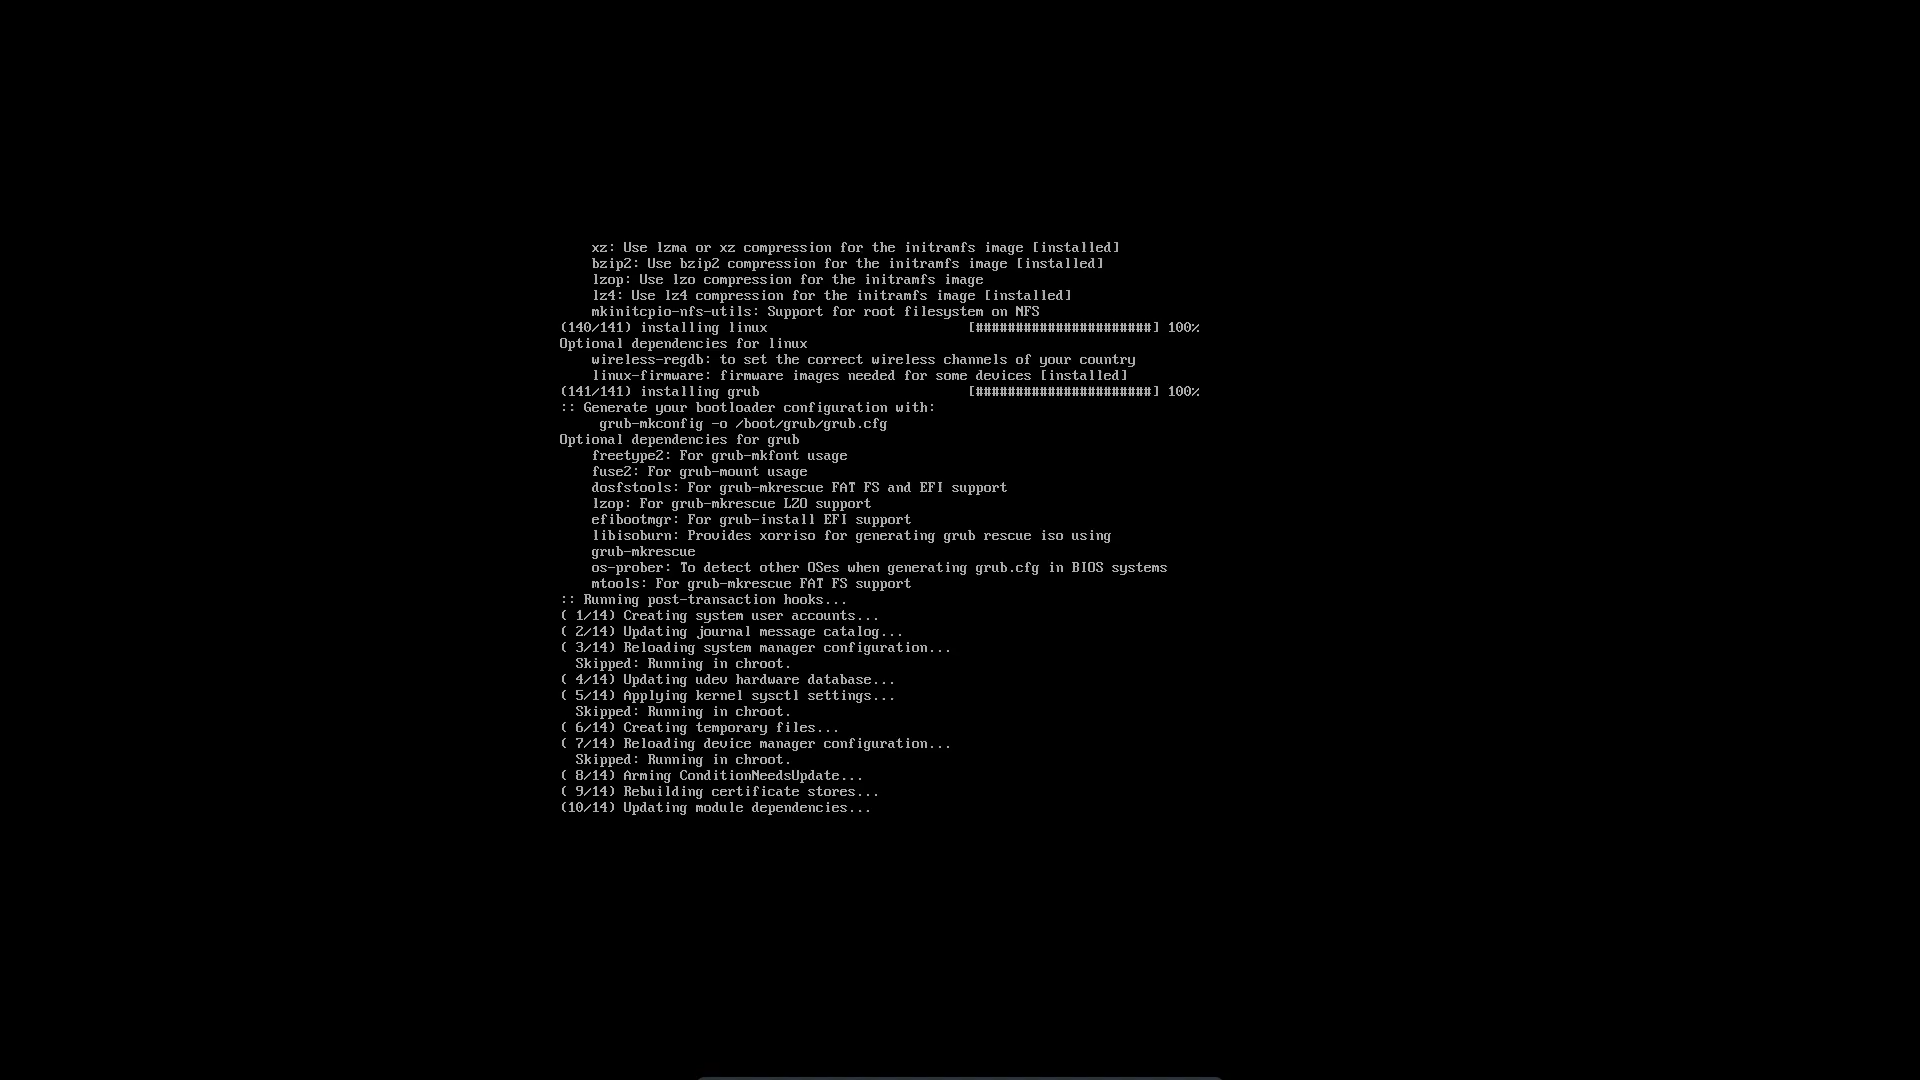 xz: Use lzma or xz compression for the initramfs image [installed]
bzip2: Use bzip2 compression for the initramfs image [installed]
lzop: Use lzo compression for the initramfs image
lz4: Use lz4 compression for the initramfs image [installed]
mkinitcpio-nfs-utils: Support for root filesystem on NFS
(140/141) installing linux [######################] 100%
Optional dependencies for linux
wireless-regdb: to set the correct wireless channels of your country
linux-firmware: firmware images needed for some devices [installed]
(141/141) installing grub [######################] 100%
:: Generate your bootloader configuration with:
grub-mkconfig -o /boot/grub/grub.cfg
Optional dependencies for grub
freetype2: For grub-mkfont usage
fuse2: For grub-mount usage
dosfstools: For grub-mkrescue FAT FS and EFI support
lzop: For grub-mkrescue LZO support
efibootmgr: For grub-install EFI support
libisoburn: Provides xorriso for generating grub rescue iso using
grub-mkrescue
os-prober: To detect other OSes when generating grub.cfg in BIOS systems
mtools: For grub-mkrescue FAT FS support
:: Running post-transaction hooks...
( 1/14) Creating system user accounts...
( 2/14) Updating journal message catalog...
( 3/14) Reloading system manager configuration...
Skipped: Running in chroot.
( 4/14) Updating udev hardware database...
( 5/14) Applying kernel sysctl settings...
Skipped: Running in chroot.
( 6/14) Creating temporary files...
( 7/14) Reloading device manager configuration...
Skipped: Running in chroot.
( 8/14) Arming ConditionNeedsUpdate...
( 9/14) Rebuilding certificate stores...
(10/14) Updating module dependencies...